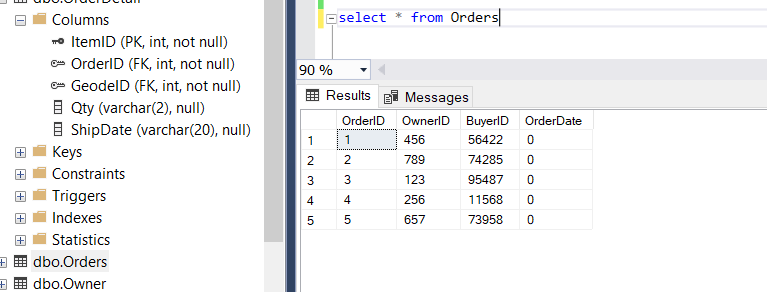 dbo.OrderDetail
Columns
ItemID (PK, int, not null)
OrderID (FK, int, not null)
GeodeID (FK, int, not null)
Qty (varchar(2), null)
ShipDate (varchar(20), null)
Keys
Constraints
Triggers
Indexes
Statistics
dbo.Orders
dbo.Owner
select * from Orders
90 %
Results Messages
OrderID OwnerID BuyerID OrderDate
1 1 456 56422 0
2 2 789 74285 0
3 3 123 95487 0
4 4 256 11568 0
5 5 657 73958 0